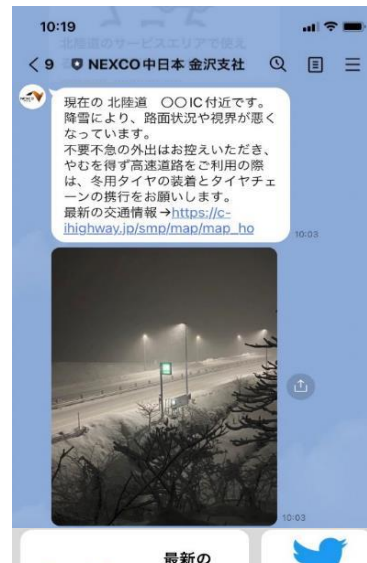 10:19
北陸道のサービスエリアで使え
9 NEXCO中日本 金沢支社
現在の 北陸道 〇〇IC付近です。
降雪により、路面状況や視界が悪く
なっています。
不要不急の外出はお控えいただき、
やむを得ず高速道路をご利用の際
は、冬用タイヤの装着とタイヤチェ
ーンの携行をお願いします。
最新の交通情報→https://c-
ihighway.jp/smp/map/map_ho
10:03
10:03
最新の